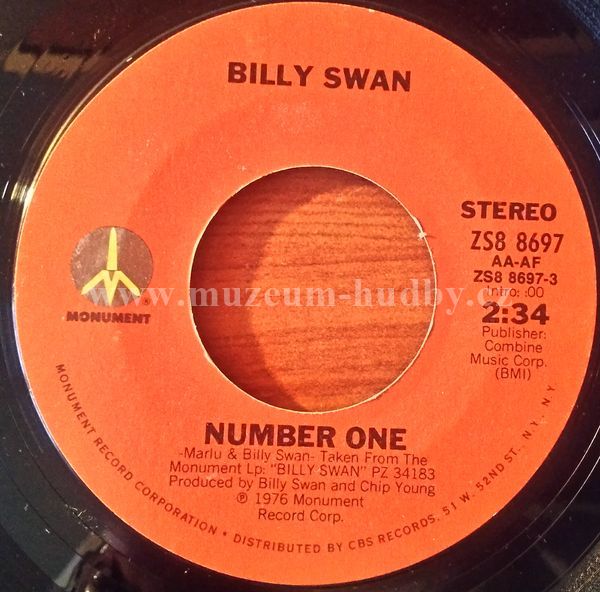 BILLY SWAN
STEREO
ZS8 8697
AA-AF
ZS8 8697-3
Intro: :00
2:34
Publisher:
Combine
Music Corp.
(BMI)
MONUMENT
www.muzeum-hudby.cz
NUMBER ONE
-Marlu & Billy Swan- Taken From The
Monument Lp: "BILLY SWAN" PZ 34183
Produced by Billy Swan and Chip Young
℗ 1976 Monument
Record Corp.
MONUMENT RECORD CORPORATION. • DISTRIBUTED BY CBS RECORDS. 51 W. 52ND ST., N.Y., N.Y.